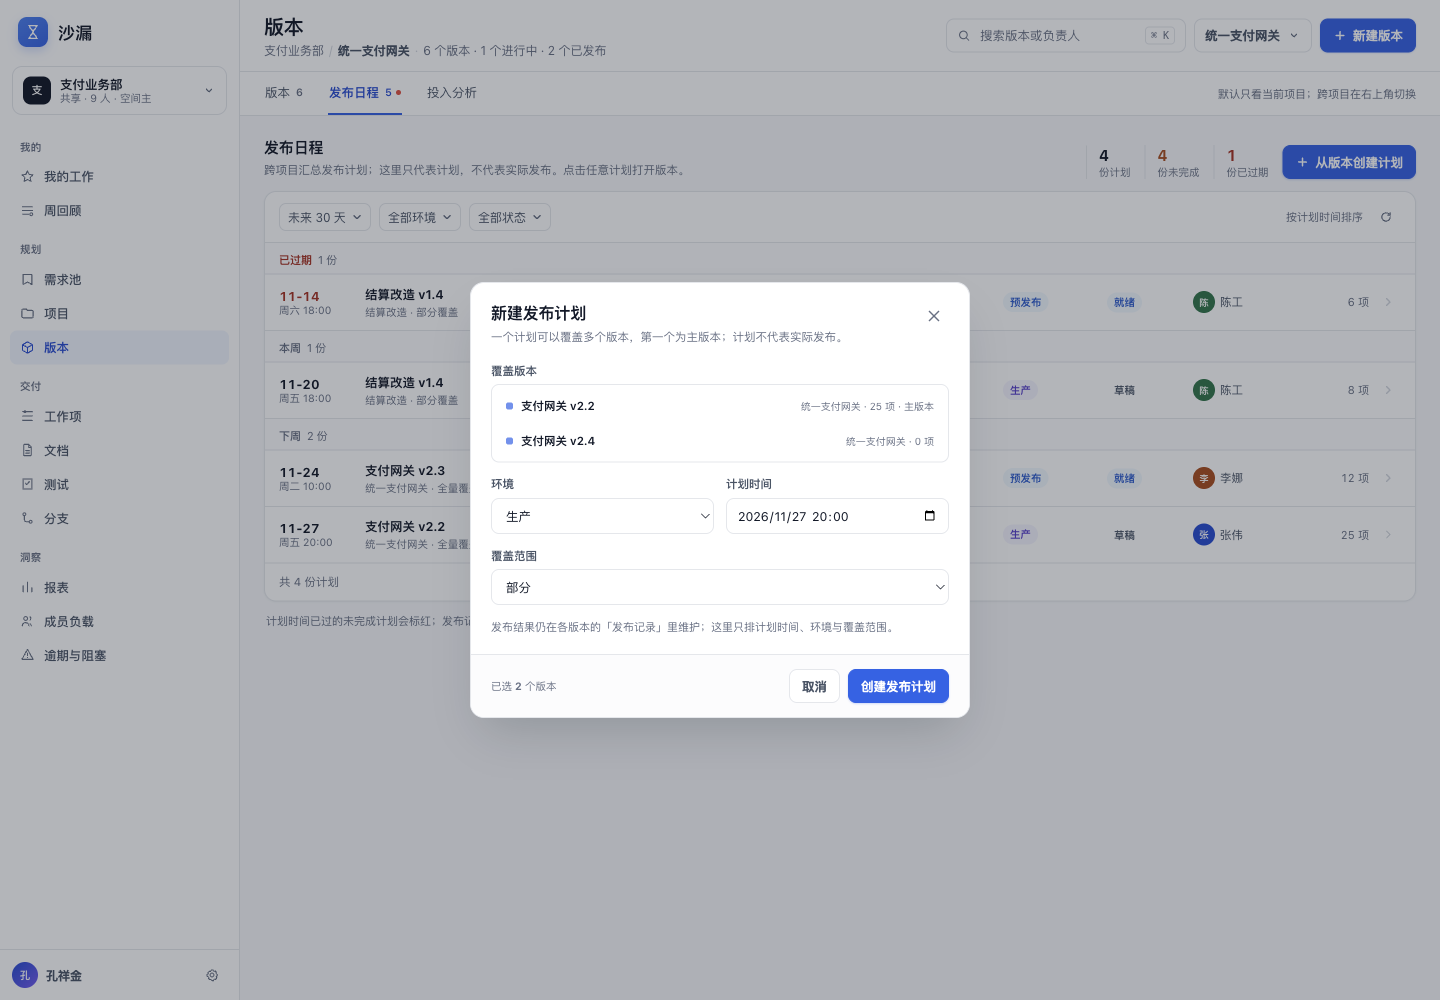 沙漏
支
支付业务部
共享 · 9 人 · 空间主
我的
我的工作
周回顾
规划
需求池
项目
版本
交付
工作项
文档
测试
分支
洞察
报表
成员负载
逾期与阻塞
孔
孔祥金
版本
支付业务部 / 统一支付网关 · 6 个版本 · 1 个进行中 · 2 个已发布
搜索版本或负责人
⌘ K
统一支付网关
新建版本
版本 6
发布日程 5
投入分析
默认只看当前项目；跨项目在右上角切换
发布日程
跨项目汇总发布计划；这里只代表计划，不代表实际发布。点击任意计划打开版本。
4
份计划
4
份未完成
1
份已过期
从版本创建计划
未来 30 天
全部环境
全部状态
按计划时间排序
已过期 1 份
11-14
周六 18:00
结算改造 v1.4
结算改造 · 部分覆盖
预发布
就绪
陈
陈工
6 项
本周 1 份
11-20
周五 18:00
结算改造 v1.4
结算改造 · 部分覆盖
生产
草稿
陈
陈工
8 项
下周 2 份
11-24
周二 10:00
支付网关 v2.3
统一支付网关 · 全量覆
预发布
就绪
李
李娜
12 项
11-27
周五 20:00
支付网关 v2.2
统一支付网关 · 全量覆
生产
草稿
张
张伟
25 项
共 4 份计划
计划时间已过的未完成计划会标红；发布记
新建发布计划
一个计划可以覆盖多个版本，第一个为主版本；计划不代表实际发布。
覆盖版本
支付网关 v2.2
统一支付网关 · 25 项 · 主版本
支付网关 v2.4
统一支付网关 · 0 项
环境
计划时间
生产
2026/11/27 20:00
覆盖范围
部分
发布结果仍在各版本的「发布记录」里维护；这里只排计划时间、环境与覆盖范围。
已选 2 个版本
取消
创建发布计划